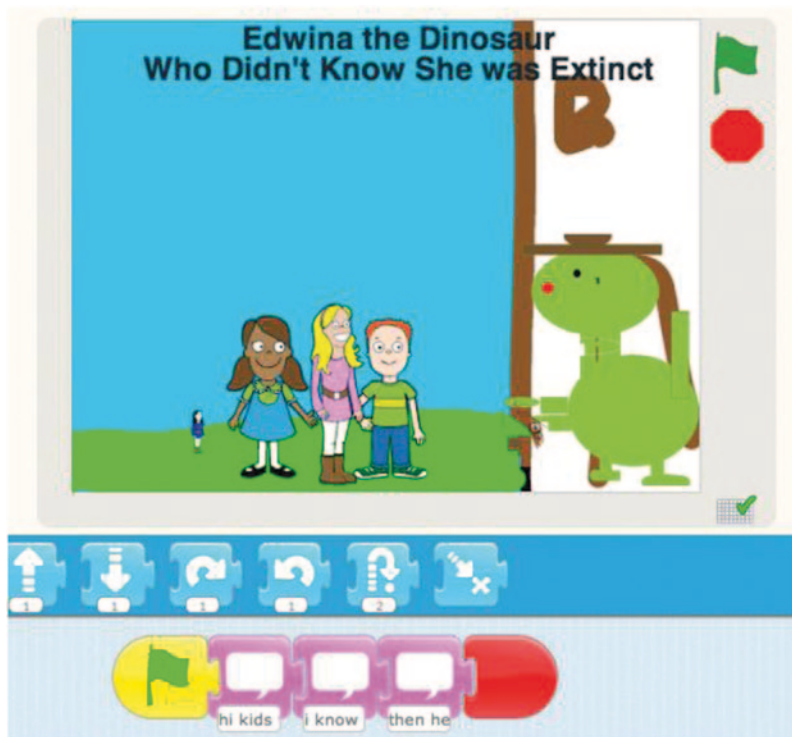 Edwina the Dinosaur
Who Didn't Know She was Extinct
B
1
1
1
1
2
hi kids
i know
then he